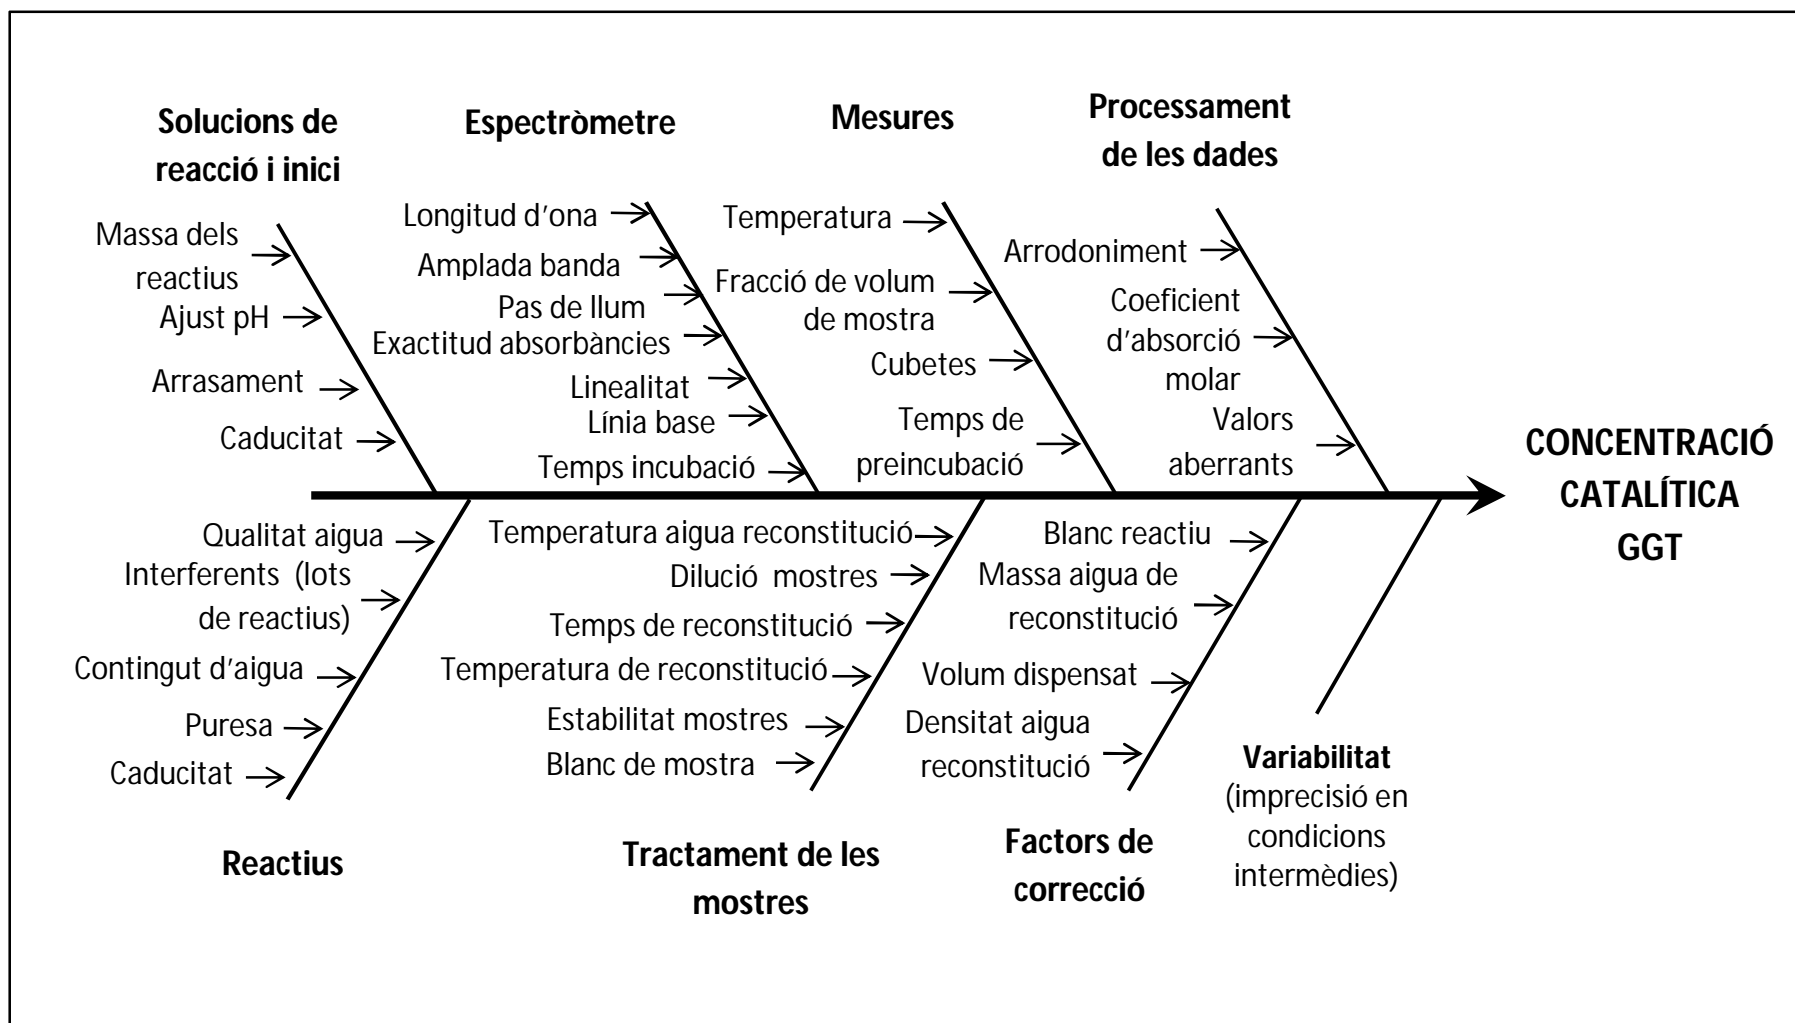 Solucions de
reacció i inici
Massa dels
reactius
Ajust pH
Arrasament
Caducitat
Espectròmetre
Longitud d'ona
Amplada banda
Pas de llum
Exactitud absorbàncies
Linealitat
Línia base
Temps incubació
Mesures
Temperatura
Fracció de volum
de mostra
Cubetes
Temps de
preincubació
Processament
de les dades
Arrodoniment
Coeficient
d'absorció
molar
Valors
aberrants
CONCENTRACIÓ
CATALÍTICA
GGT
Qualitat aigua
Interferents (lots
de reactius)
Contingut d'aigua
Puresa
Caducitat
Reactius
Temperatura aigua reconstitució
Dilució mostres
Temps de reconstitució
Temperatura de reconstitució
Estabilitat mostres
Blanc de mostra
Tractament de les
mostres
Blanc reactiu
Massa aigua de
reconstitució
Volum dispensat
Densitat aigua
reconstitució
Factors de
correcció
Variabilitat
(imprecisió en
condicions
intermèdies)